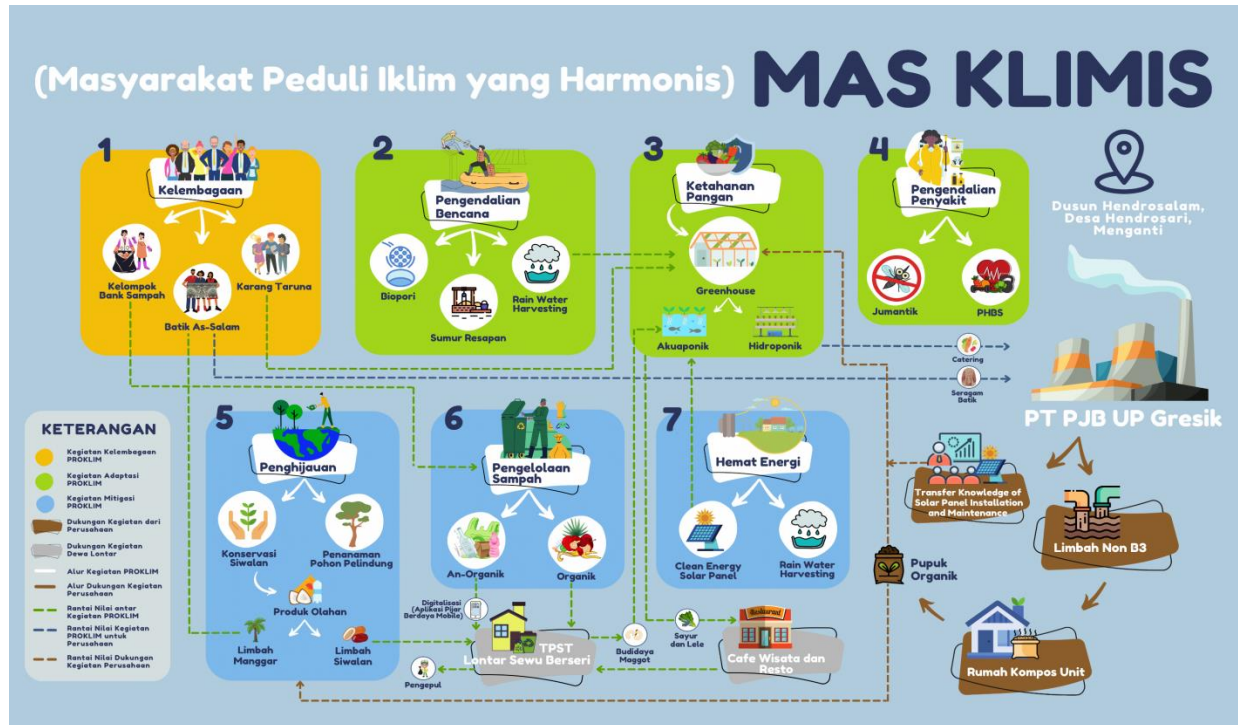 (Masyarakat Peduli Iklim yang Harmonis) MAS KLIMIS
1
Kelembagaan
Kelompok
Bank Sampah
Batik As-Salam
Karang Taruna
2
Pengendalian
Bencana
Biopori
Sumur Resapan
Rain Water
Harvesting
3
Ketahanan
Pangan
Greenhouse
Akuaponik
Hidroponik
4
Pengendalian
Penyakit
Jumantik
PHBS
Dusun Hendrosalam,
Desa Hendrosari,
Menganti
Catering
Seragam
Batik
PT PJB UP Gresik
Transfer Knowledge of
Solar Panel Installation
and Maintenance
Limbah Non B3
Pupuk
Organik
Rumah Kompos Unit
KETERANGAN
Kegiatan Kelembagaan
PROKLIM
Kegiatan Adaptasi
PROKLIM
Kegiatan Mitigasi
PROKLIM
Dukungan Kegiatan dari
Perusahaan
Dukungan Kegiatan
Dewa Lontar
Alur Kegiatan PROKLIM
Alur Dukungan Kegiatan
Perusahaan
Rantai Nilai antar
Kegiatan PROKLIM
Rantai Nilai Kegiatan
PROKLIM untuk
Perusahaan
Rantai Nilai Dukungan
Kegiatan Perusahaan
5
Penghijauan
Konservasi
Siwalan
Penanaman
Pohon Pelindung
Produk Olahan
Limbah
Manggar
Limbah
Siwalan
6
Pengelolaan
Sampah
An-Organik
Organik
Digitalisasi
(Aplikasi Pijar
Berdaya Mobile)
TPST
Lontar Sewu Berseri
Pengepul
Budidaya
Maggot
7
Hemat Energi
Clean Energy
Solar Panel
Rain Water
Harvesting
Sayur
dan Lele
Restaurant
Cafe Wisata dan
Resto